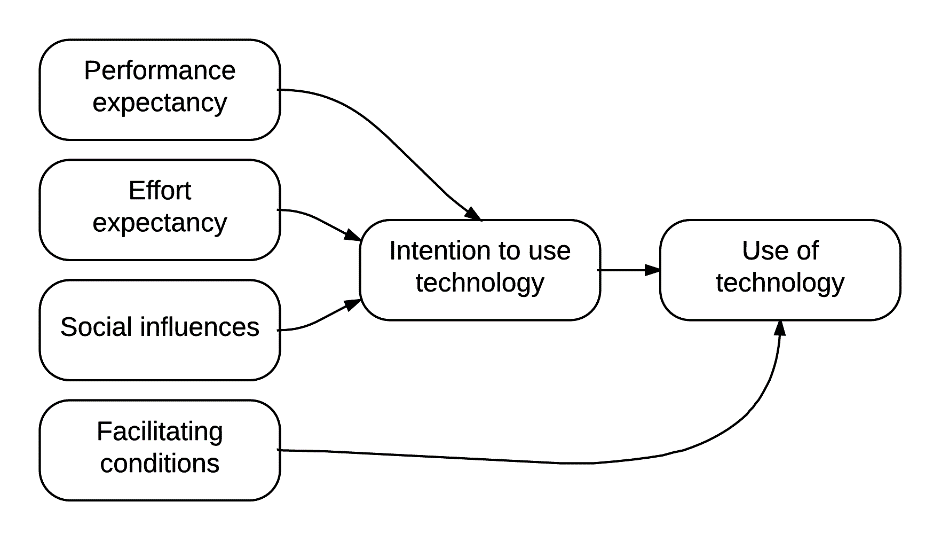 Performance
expectancy
Effort
expectancy
Social influences
Facilitating
conditions
Intention to use
technology
Use of
technology